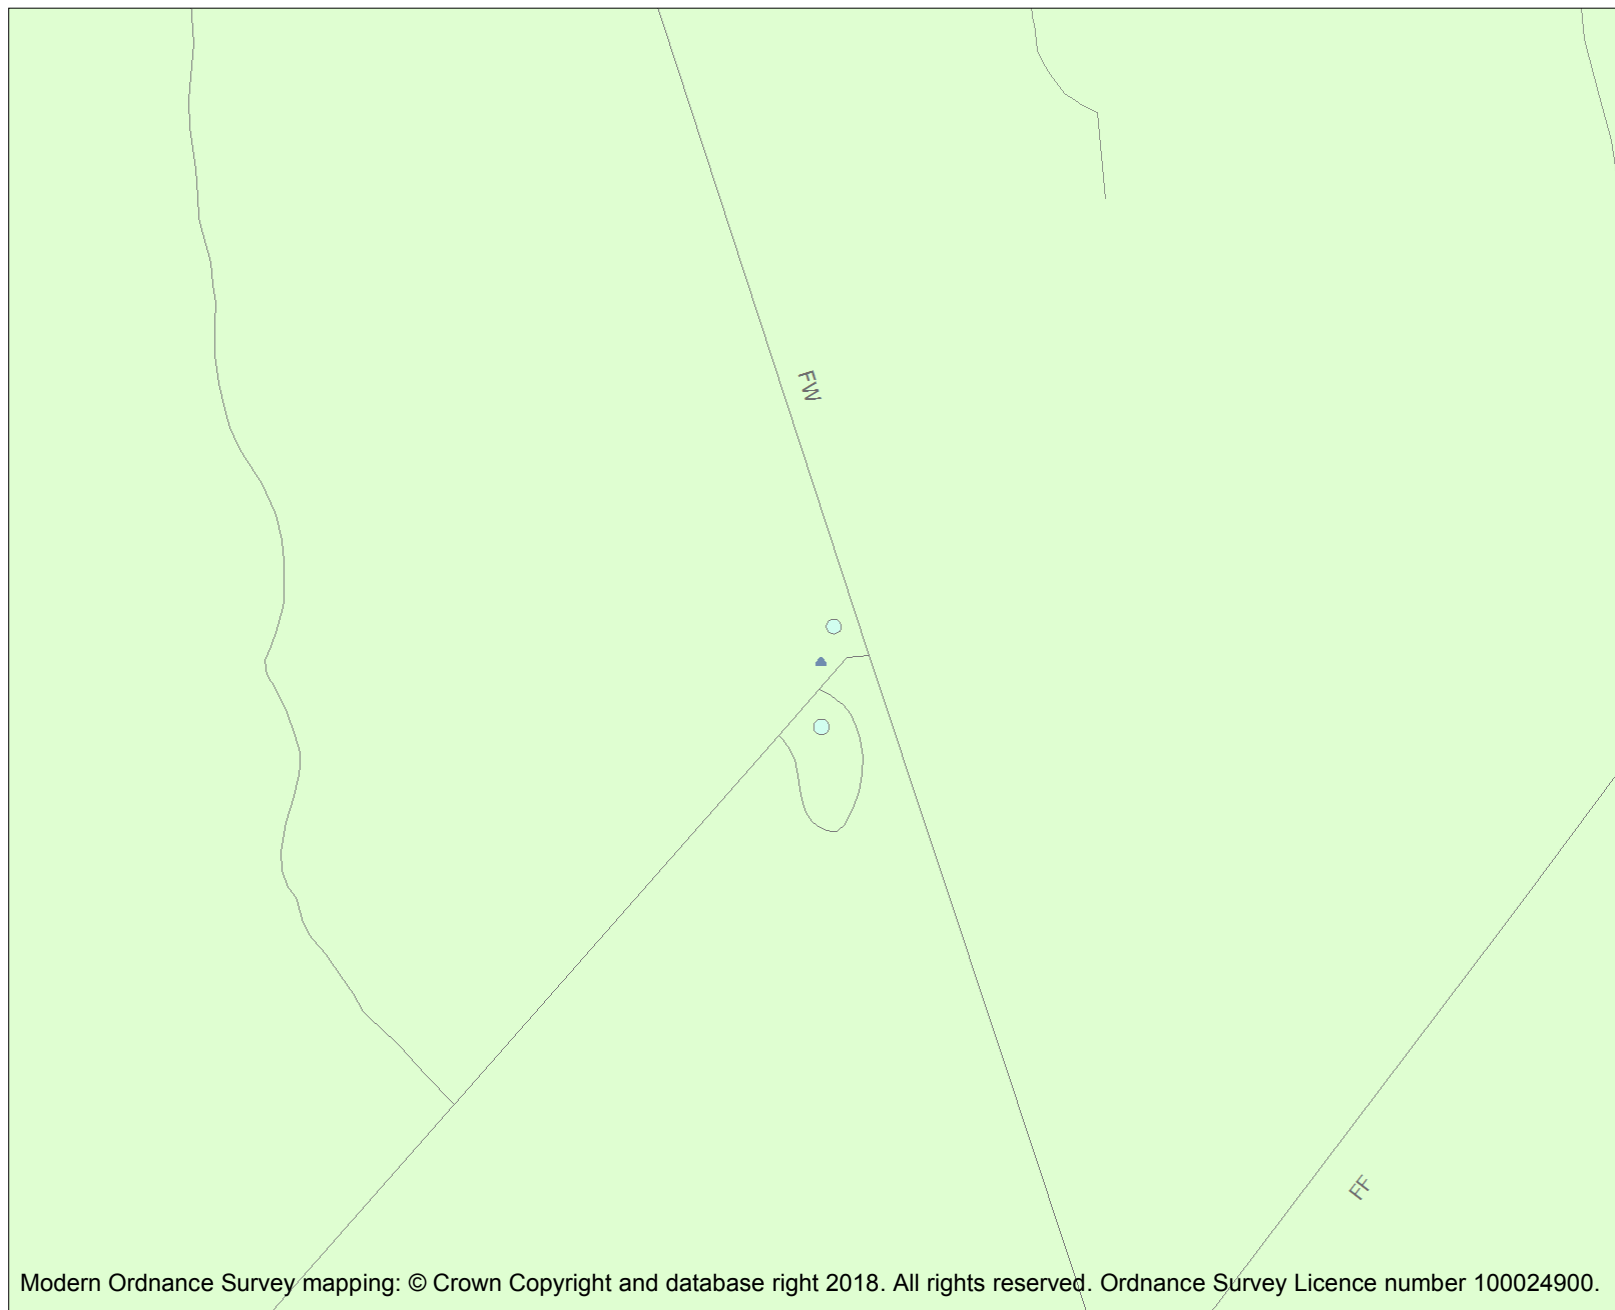 FW
FF
Modern Ordnance Survey mapping: © Crown Copyright and database right 2018. All rights reserved. Ordnance Survey Licence number 100024900.